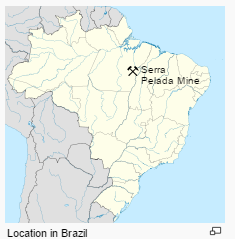 Serra
Pelada Mine
Location in Brazil